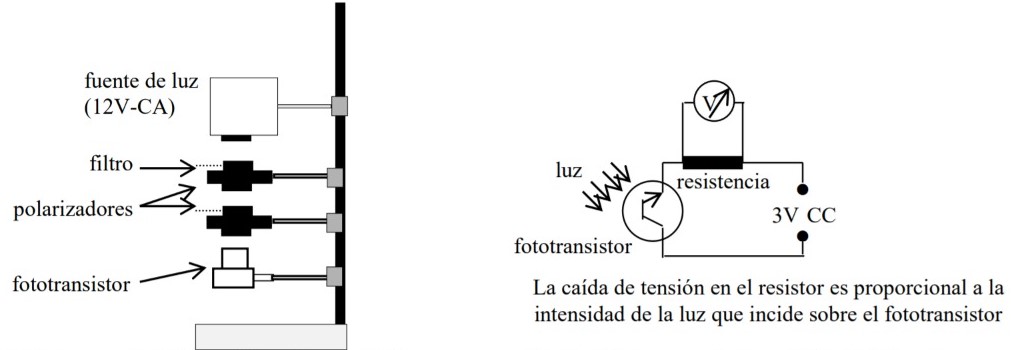 fuente de luz
(12V-CA)
filtro
polarizadores
fototransistor
V
luz
resistencia
3V CC
fototransistor
La caída de tensión en el resistor es proporcional a la
intensidad de la luz que incide sobre el fototransistor